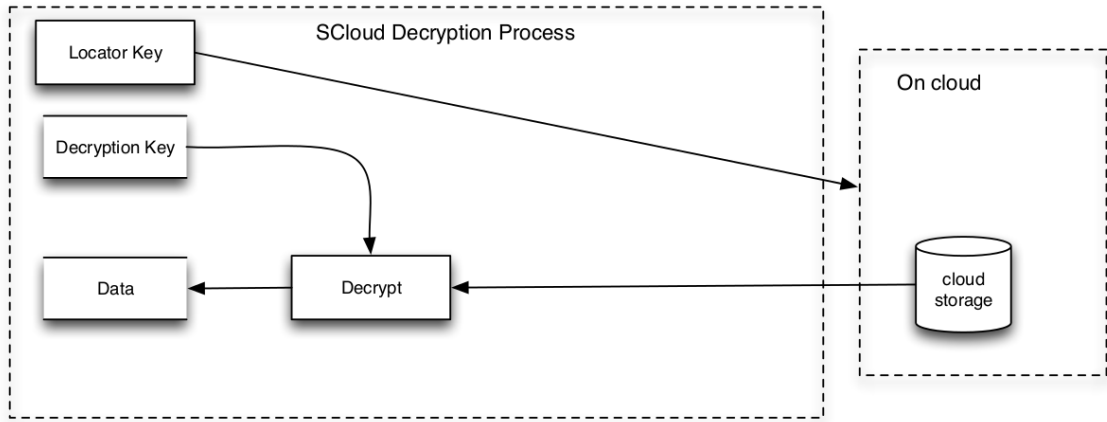 SCloud Decryption Process
Locator Key
On cloud
Decryption Key
Data
Decrypt
cloud
storage